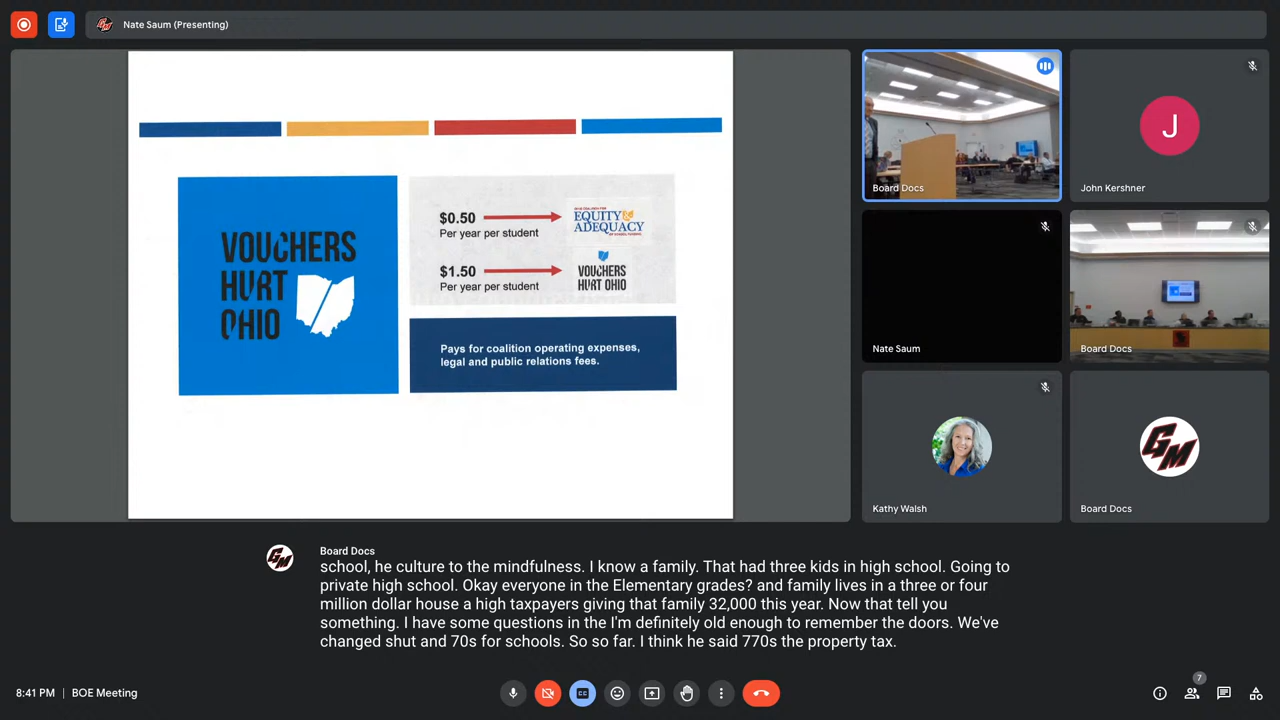 Nate Saum (Presenting)
VOUCHERS
HURT
OHIO
$0.50
Per year per student
EQUITY &
ADEQUACY
$1.50
Per year per student
VOUCHERS
HURT OHIO
Pays for coalition operating expenses,
legal and public relations fees.
Board Docs
J
John Kershner
Nate Saum
Board Docs
Kathy Walsh
GM
Board Docs
Board Docs
school, he culture to the mindfulness. I know a family. That had three kids in high school. Going to
private high school. Okay everyone in the Elementary grades? and family lives in a three or four
million dollar house a high taxpayers giving that family 32,000 this year. Now that tell you
something. I have some questions in the I'm definitely old enough to remember the doors. We've
changed shut and 70s for schools. So so far. I think he said 770s the property tax.
8:41 PM | BOE Meeting
CC
7